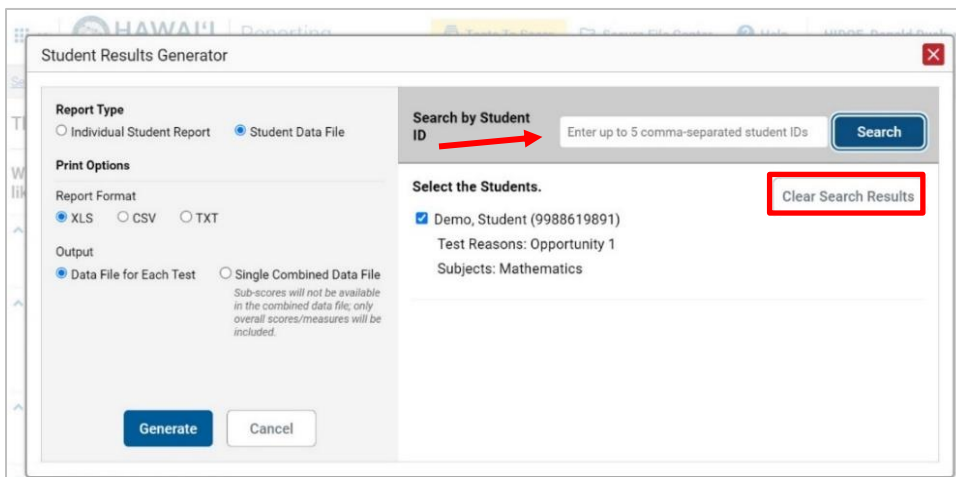 HAWAI‘I Reporting
Help
Student Results Generator
Report Type
Individual Student Report
Student Data File
Print Options
Report Format
XLS
CSV
TXT
Output
Data File for Each Test
Single Combined Data File
Sub-scores will not be available
in the combined data file; only
overall scores/measures will be
included.
Generate
Cancel
Search by Student
ID
Enter up to 5 comma-separated student IDs
Search
Select the Students.
Clear Search Results
Demo, Student (9988619891)
Test Reasons: Opportunity 1
Subjects: Mathematics